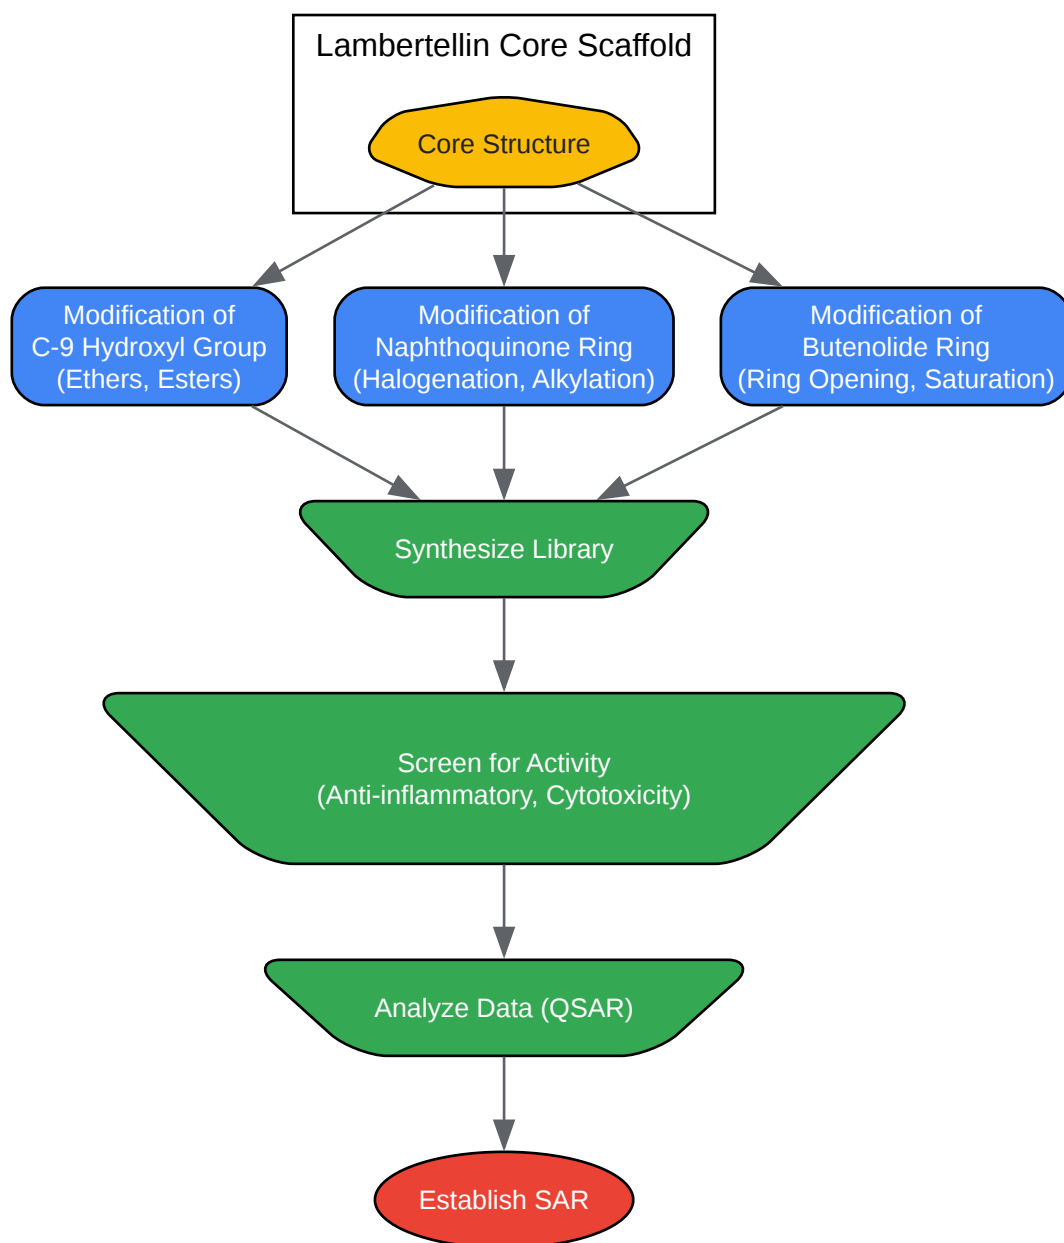 Lambertellin Core Scaffold
Core Structure
Modification of
C-9 Hydroxyl Group
(Ethers, Esters)
Modification of
Naphthoquinone Ring
(Halogenation, Alkylation)
Modification of
Butenolide Ring
(Ring Opening, Saturation)
Synthesize Library
Screen for Activity
(Anti-inflammatory, Cytotoxicity)
Analyze Data (QSAR)
Establish SAR